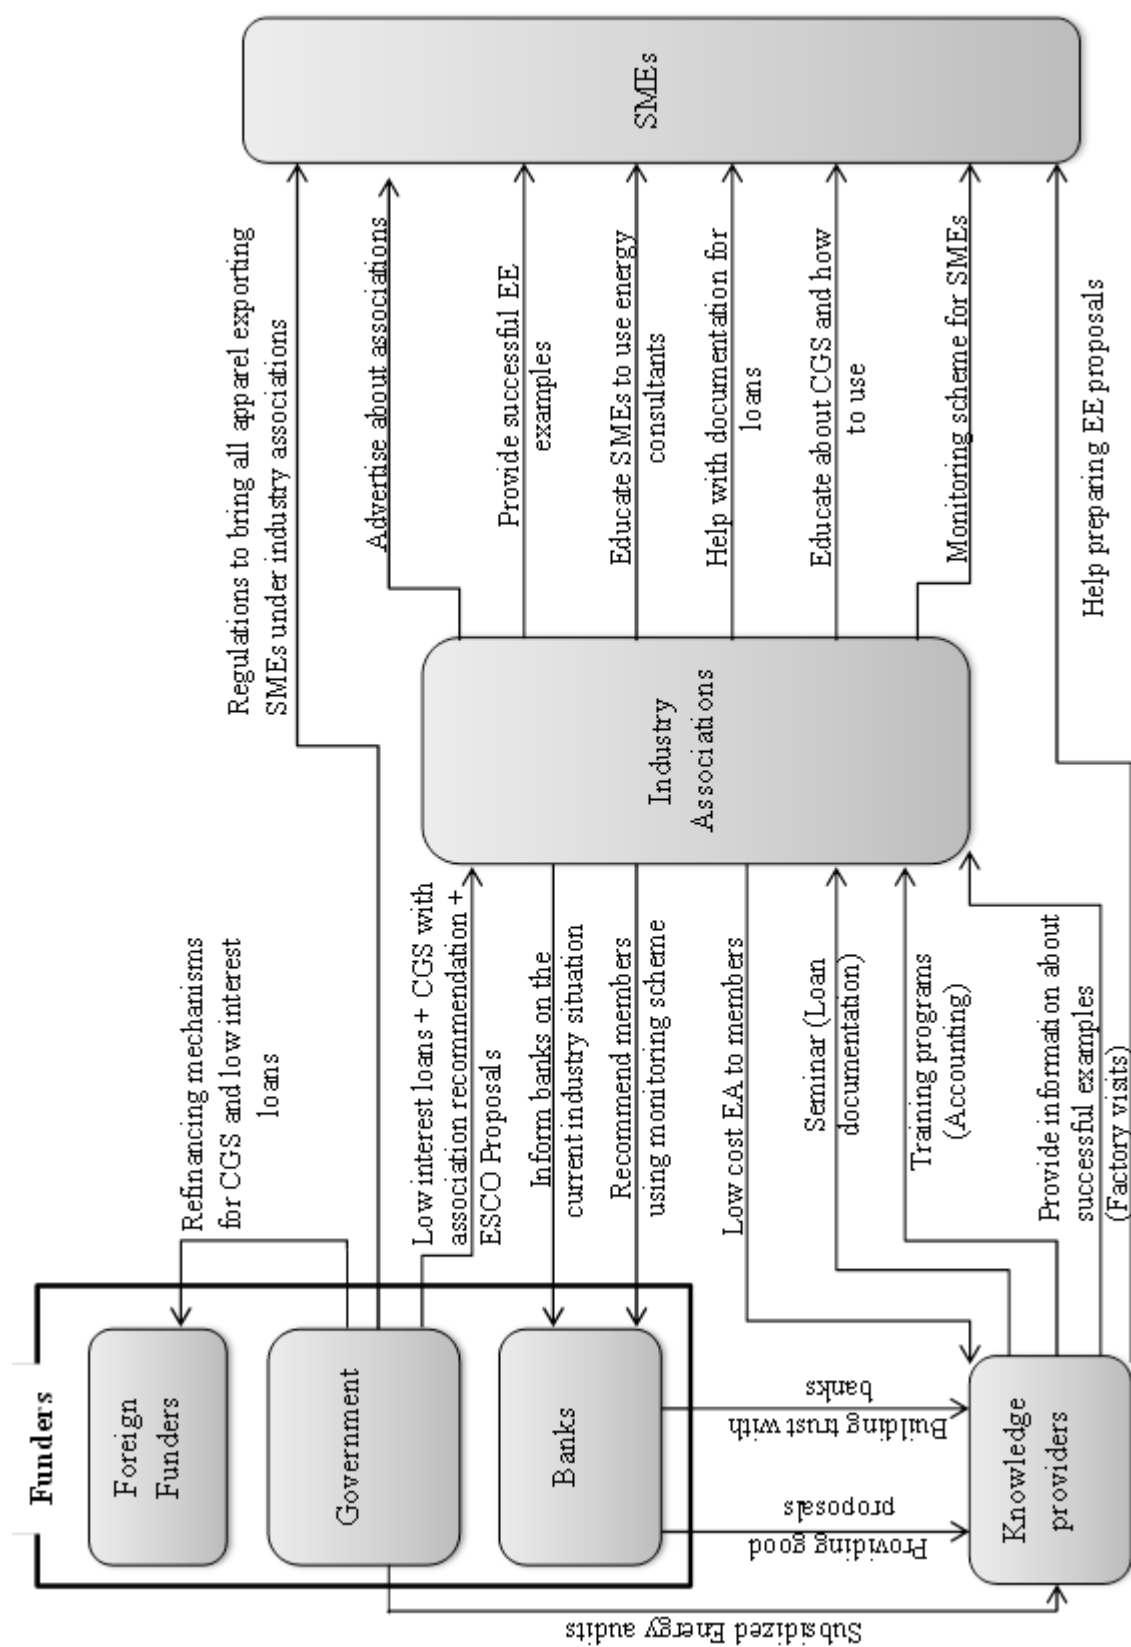 Funders
Foreign
Funders
Government
Banks
Refinancing mechanisms
for CGS and low interest
loans
Regulations to bring all apparel exporting
SMEs under industry associations
Low interest loans + CGS with
association recommendation +
ESCO Proposals
Inform banks on the
current industry situation
Recommend members
using monitoring scheme
Low cost EA to members
Seminar (Loan
documentation)
Training programs
(Accounting)
Provide information about
successful examples
(Factory visits)
Subsidized Energy audits
Providing good
proposals
Building trust with
banks
Knowledge
providers
Industry
Associations
Advertise about associations
Provide successful EE
examples
Educate SMEs to use energy
consultants
Help with documentation for
loans
Educate about CGS and how
to use
Monitoring scheme for SMEs
Help preparing EE proposals
SMEs